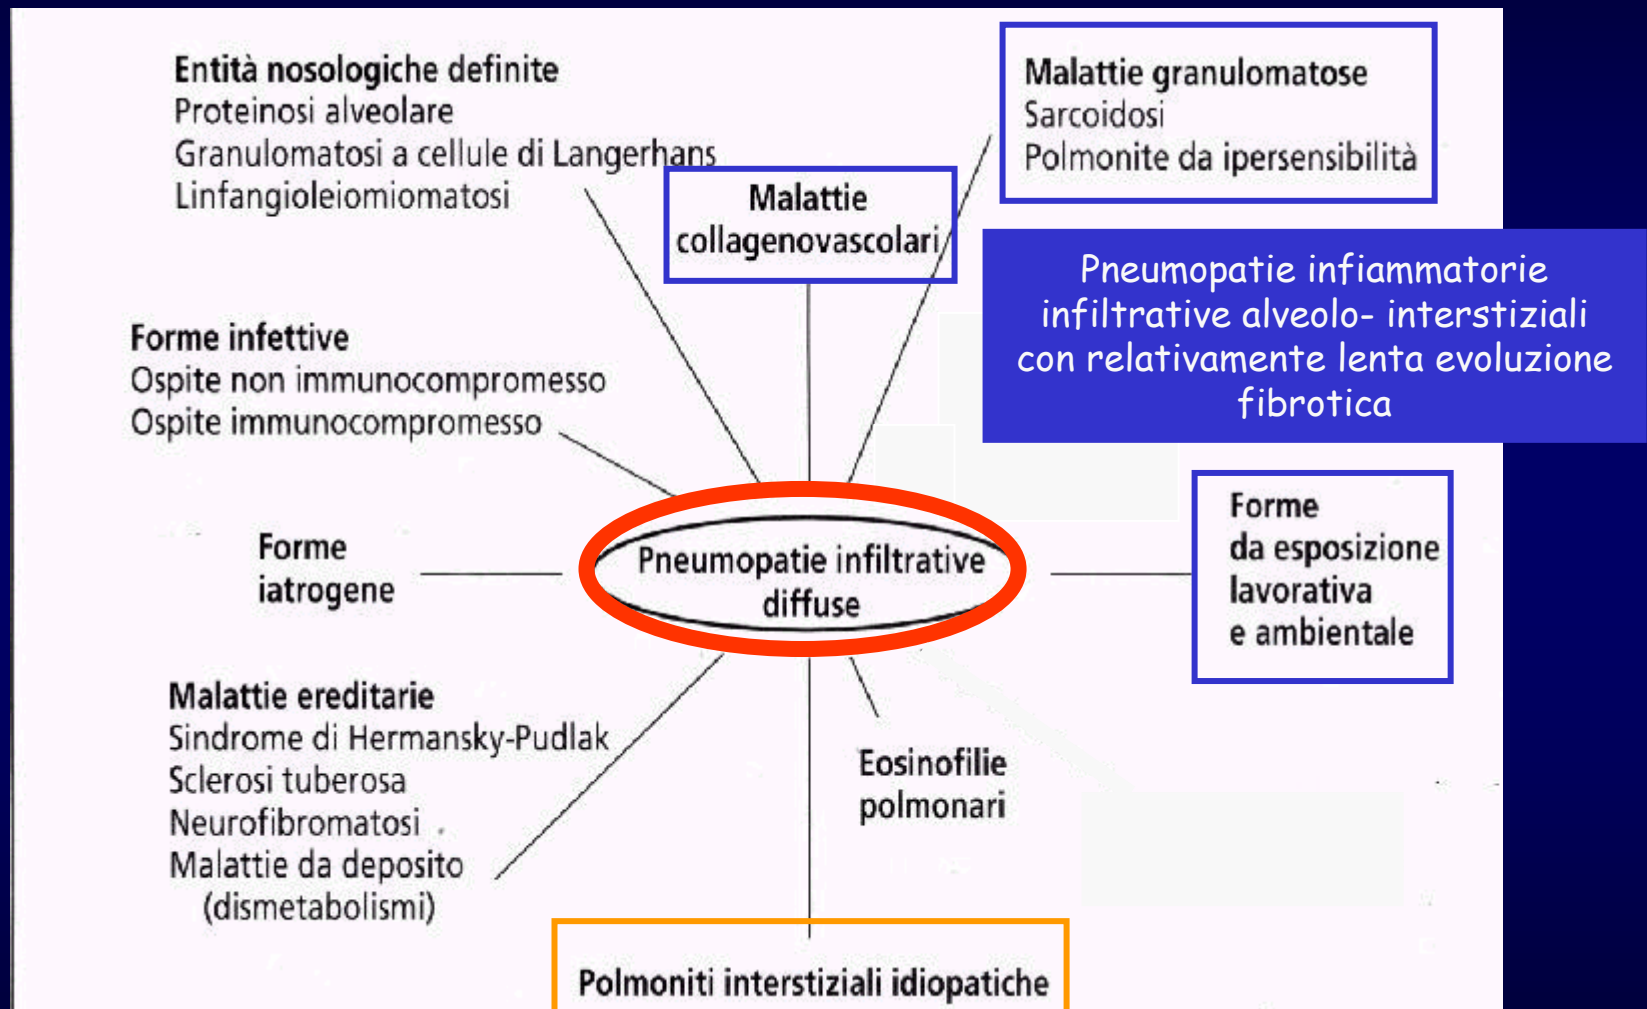 Entità nosologiche definite
Proteinosi alveolare
Granulomatosi a cellule di Langerhans
Linfangioleiomiomatosi
Malattie
collagenovascolari
Malattie granulomatose
Sarcoidosi
Polmonite da ipersensibilità
Pneumopatie infiammatorie
infiltrative alveolo- interstiziali
con relativamente lenta evoluzione
fibrotica
Forme infettive
Ospite non immunocompromesso
Ospite immunocompromesso
Forme
iatrogene
Pneumopatie infiltrative
diffuse
Forme
da esposizione
lavorativa
e ambientale
Malattie ereditarie
Sindrome di Hermansky-Pudlak
Sclerosi tuberosa
Neurofibromatosi
Malattie da deposito
(dismetabolismi)
Eosinofilie
polmonari
Polmoniti interstiziali idiopatiche